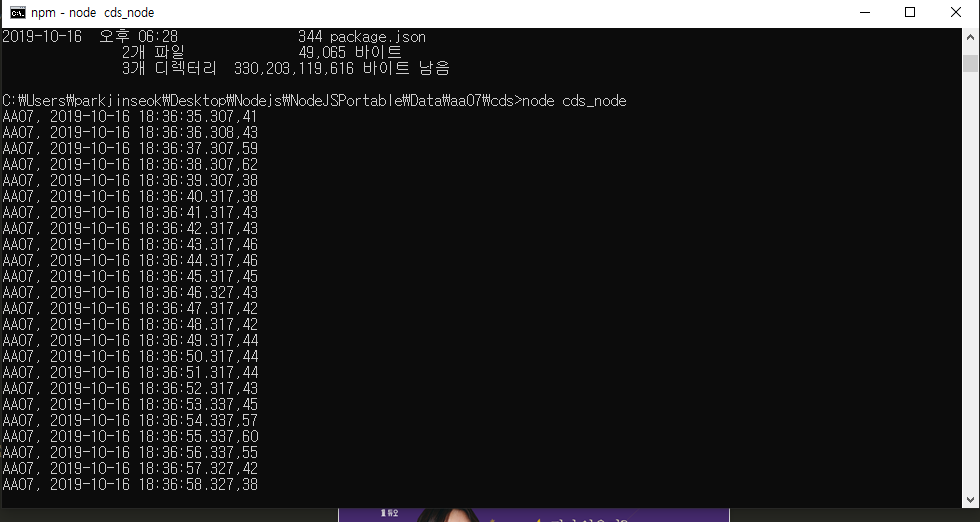 npm - node  cds_node
2019-10-16  오후 06:28               344 package.json
               2개 파일              49,065 바이트
               3개 디렉터리  330,203,119,616 바이트 남음
C:₩Users₩parkjinseok₩Desktop₩Nodejs₩NodeJSPortable₩Data₩aa07₩cds>node cds_node
AA07, 2019-10-16 18:36:35.307,41
AA07, 2019-10-16 18:36:36.308,43
AA07, 2019-10-16 18:36:37.307,59
AA07, 2019-10-16 18:36:38.307,62
AA07, 2019-10-16 18:36:39.307,38
AA07, 2019-10-16 18:36:40.317,38
AA07, 2019-10-16 18:36:41.317,43
AA07, 2019-10-16 18:36:42.317,43
AA07, 2019-10-16 18:36:43.317,46
AA07, 2019-10-16 18:36:44.317,46
AA07, 2019-10-16 18:36:45.317,45
AA07, 2019-10-16 18:36:46.327,43
AA07, 2019-10-16 18:36:47.317,42
AA07, 2019-10-16 18:36:48.317,42
AA07, 2019-10-16 18:36:49.317,44
AA07, 2019-10-16 18:36:50.317,44
AA07, 2019-10-16 18:36:51.317,44
AA07, 2019-10-16 18:36:52.317,43
AA07, 2019-10-16 18:36:53.337,45
AA07, 2019-10-16 18:36:54.337,57
AA07, 2019-10-16 18:36:55.337,60
AA07, 2019-10-16 18:36:56.337,55
AA07, 2019-10-16 18:36:57.327,42
AA07, 2019-10-16 18:36:58.327,38